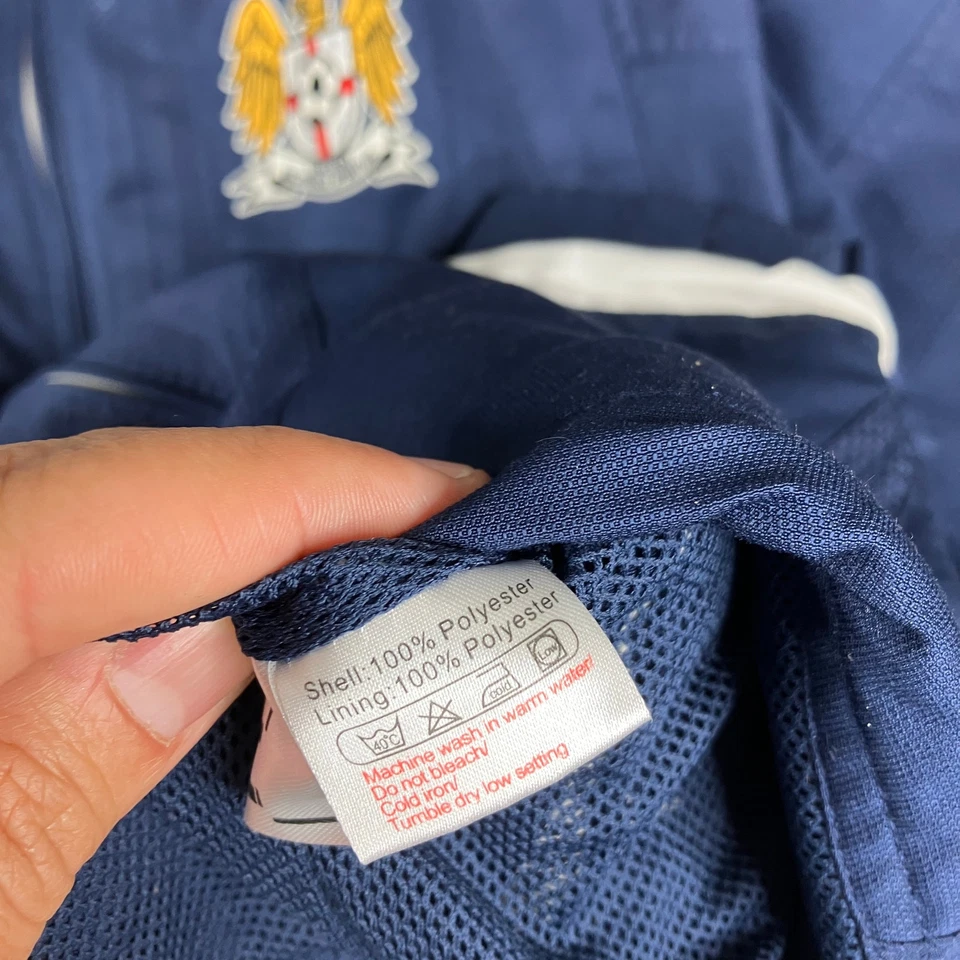 Shell:100% Polyester
Lining:100% Polyester
40°C cold LOW
Machine wash in warm water/
Do not bleach/
Cold iron/
Tumble dry low setting